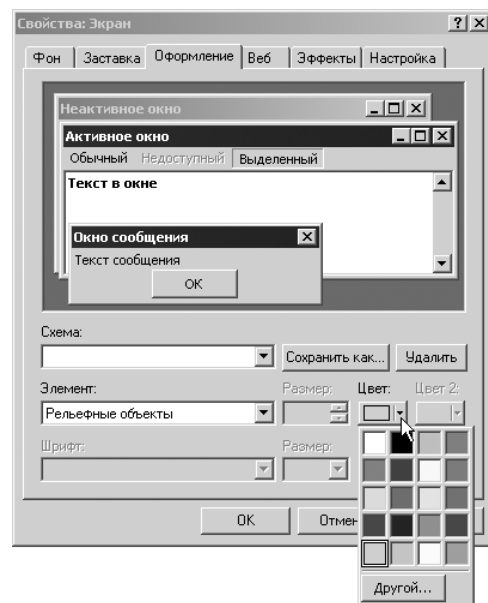 Свойства: Экран
Фон Заставка Оформление Веб Эффекты Настройка
Неактивное окно
Активное окно
Обычный Недоступный Выделенный
Текст в окне
Окно сообщения
Текст сообщения
OK
Схема:
Сохранить как... Удалить
Элемент: Размер: Цвет: Цвет 2:
Рельефные объекты
Шрифт: Размер:
OK Отмен
Другой...